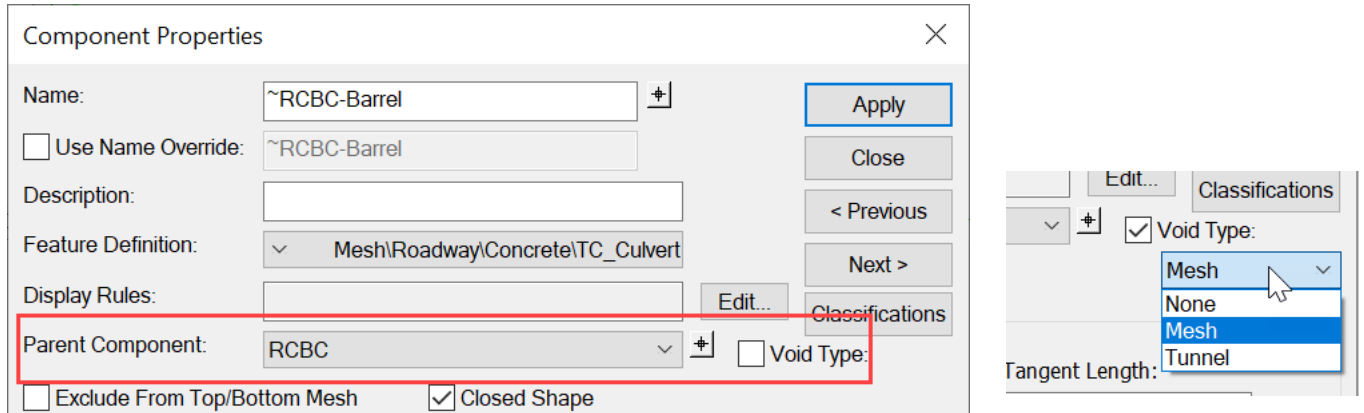 Component Properties
Name: ~RCBC-Barrel Apply
Use Name Override: ~RCBC-Barrel Close
Description: < Previous
Feature Definition: Mesh\Roadway\Concrete\TC_Culvert Next >
Display Rules: Edit... Classifications
Parent Component: RCBC Void Type:
Exclude From Top/Bottom Mesh Closed Shape
Edit... Classifications
Void Type:
Mesh
None
Mesh
Tunnel
Tangent Length: